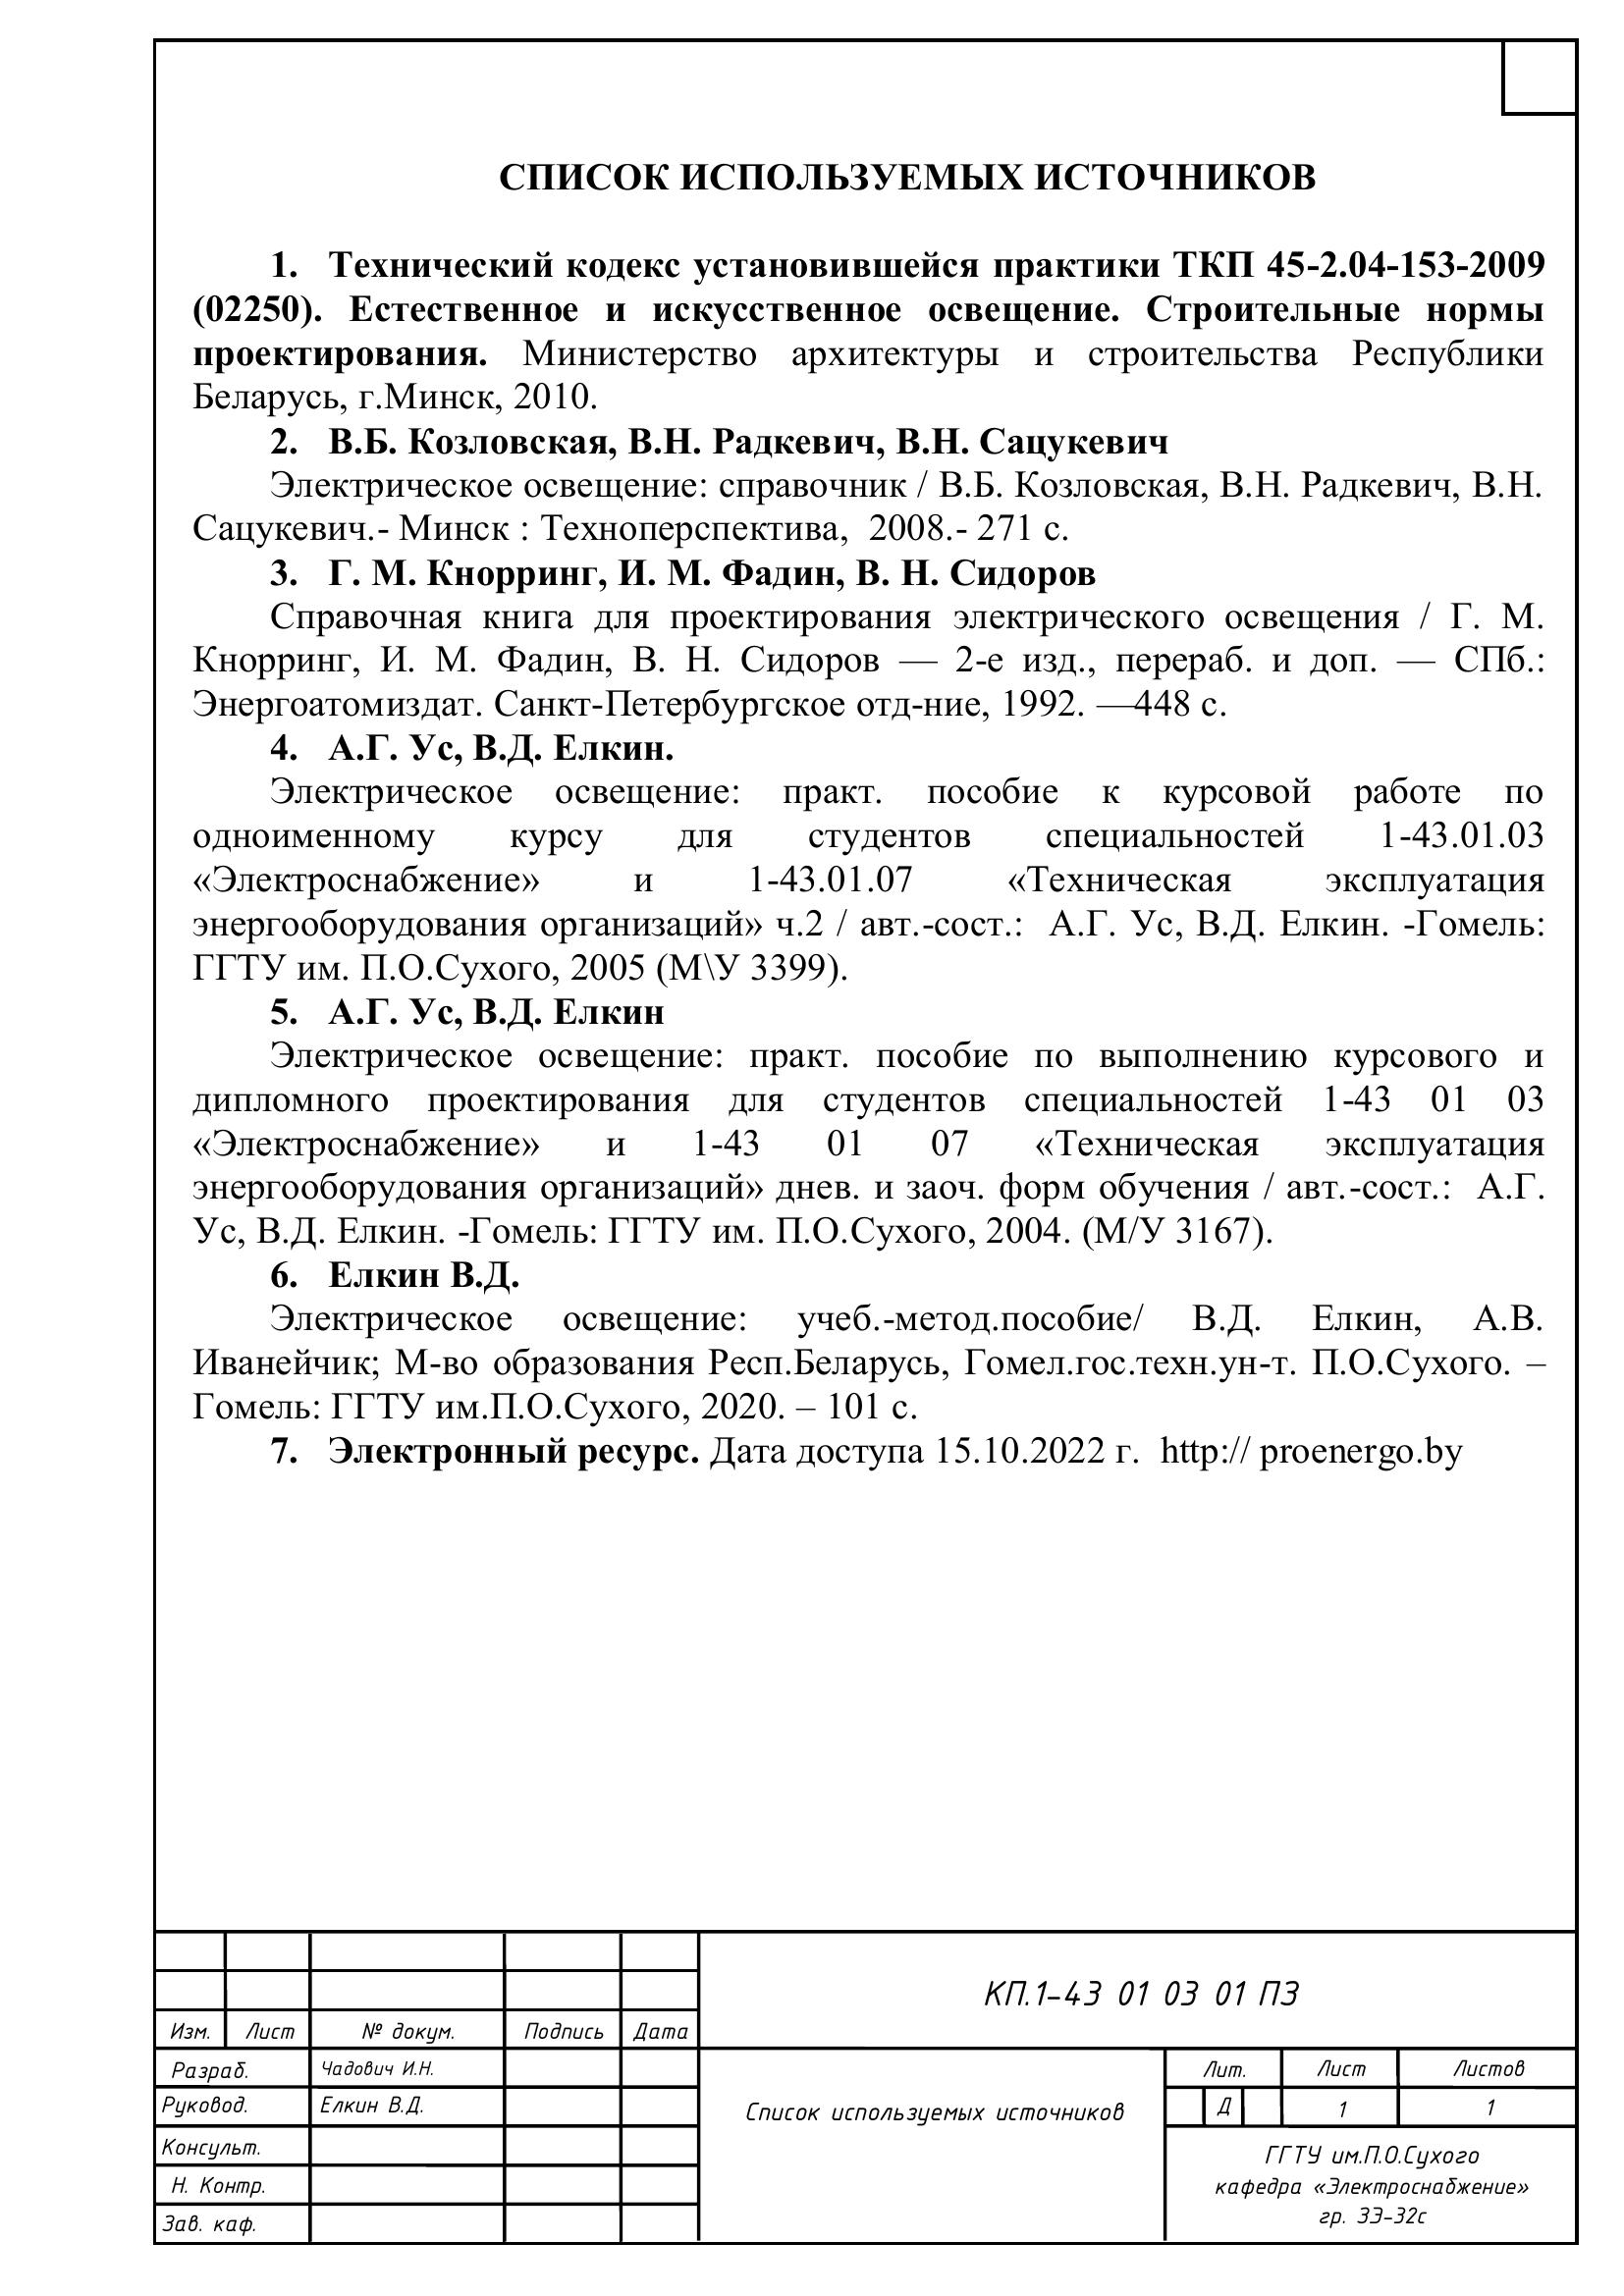 СПИСОК ИСПОЛЬЗУЕМЫХ ИСТОЧНИКОВ
1. Технический кодекс установившейся практики ТКП 45-2.04-153-2009
(02250). Естественное и искусственное освещение. Строительные нормы
проектирования. Министерство архитектуры и строительства Республики
Беларусь, г.Минск, 2010.
2. В.Б. Козловская, В.Н. Радкевич, В.Н. Сацукевич
Электрическое освещение: справочник / В.Б. Козловская, В.Н. Радкевич, В.Н.
Сацукевич.- Минск : Техноперспектива, 2008.- 271 с.
3. Г. М. Кнорринг, И. М. Фадин, В. Н. Сидоров
Справочная книга для проектирования электрического освещения / Г. М.
Кнорринг, И. М. Фадин, В. Н. Сидоров — 2-е изд., перераб. и доп. — СПб.:
Энергоатомиздат. Санкт-Петербургское отд-ние, 1992. —448 с.
4. А.Г. Ус, В.Д. Елкин.
Электрическое освещение: практ. пособие к курсовой работе по
одноименному курсу для студентов специальностей 1-43.01.03
«Электроснабжение» и 1-43.01.07 «Техническая эксплуатация
энергооборудования организаций» ч.2 / авт.-сост.: А.Г. Ус, В.Д. Елкин. -Гомель:
ГГТУ им. П.О.Сухого, 2005 (М\У 3399).
5. А.Г. Ус, В.Д. Елкин
Электрическое освещение: практ. пособие по выполнению курсового и
дипломного проектирования для студентов специальностей 1-43 01 03
«Электроснабжение» и 1-43 01 07 «Техническая эксплуатация
энергооборудования организаций» днев. и заоч. форм обучения / авт.-сост.: А.Г.
Ус, В.Д. Елкин. -Гомель: ГГТУ им. П.О.Сухого, 2004. (М/У 3167).
6. Елкин В.Д.
Электрическое освещение: учеб.-метод.пособие/ В.Д. Елкин, А.В.
Иванейчик; М-во образования Респ.Беларусь, Гомел.гос.техн.ун-т. П.О.Сухого. –
Гомель: ГГТУ им.П.О.Сухого, 2020. – 101 с.
7. Электронный ресурс. Дата доступа 15.10.2022 г. http:// proenergo.by
КП.1-43 01 03 01 ПЗ
Изм. Лист № докум. Подпись Дата
Разраб. Чадович И.Н.
Руковод. Елкин В.Д.
Консульт.
Н. Контр.
Зав. каф.
Список используемых источников
Лит. Лист Листов
Д 1 1
ГГТУ им.П.О.Сухого
кафедра «Электроснабжение»
гр. ЗЭ-32с